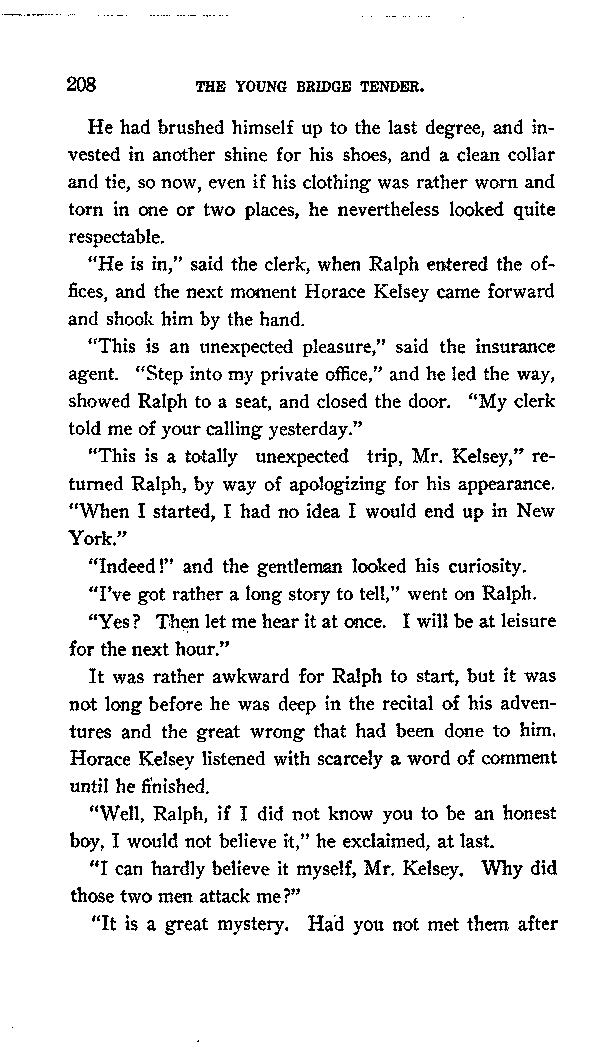 208 THE YOUNG BRIDGE TENDER.
He had brushed himself up to the last degree, and in-
vested in another shine for his shoes, and a clean collar
and tie, so now, even if his clothing was rather worn and
torn in one or two places, he nevertheless looked quite
respectable.
"He is in," said the clerk, when Ralph entered the of-
fices, and the next moment Horace Kelsey came forward
and shook him by the hand.
"This is an unexpected pleasure," said the insurance
agent. "Step into my private office," and he led the way,
showed Ralph to a seat, and closed the door. "My clerk
told me of your calling yesterday."
"This is a totally unexpected trip, Mr. Kelsey," re-
turned Ralph, by way of apologizing for his appearance.
"When I started, I had no idea I would end up in New
York."
"Indeed!" and the gentleman looked his curiosity.
"I've got rather a long story to tell," went on Ralph.
"Yes? Then let me hear it at once. I will be at leisure
for the next hour."
It was rather awkward for Ralph to start, but it was
not long before he was deep in the recital of his adven-
tures and the great wrong that had been done to him.
Horace Kelsey listened with scarcely a word of comment
until he finished.
"Well, Ralph, if I did not know you to be an honest
boy, I would not believe it," he exclaimed, at last.
"I can hardly believe it myself, Mr. Kelsey. Why did
those two men attack me?"
"It is a great mystery. Had you not met them after